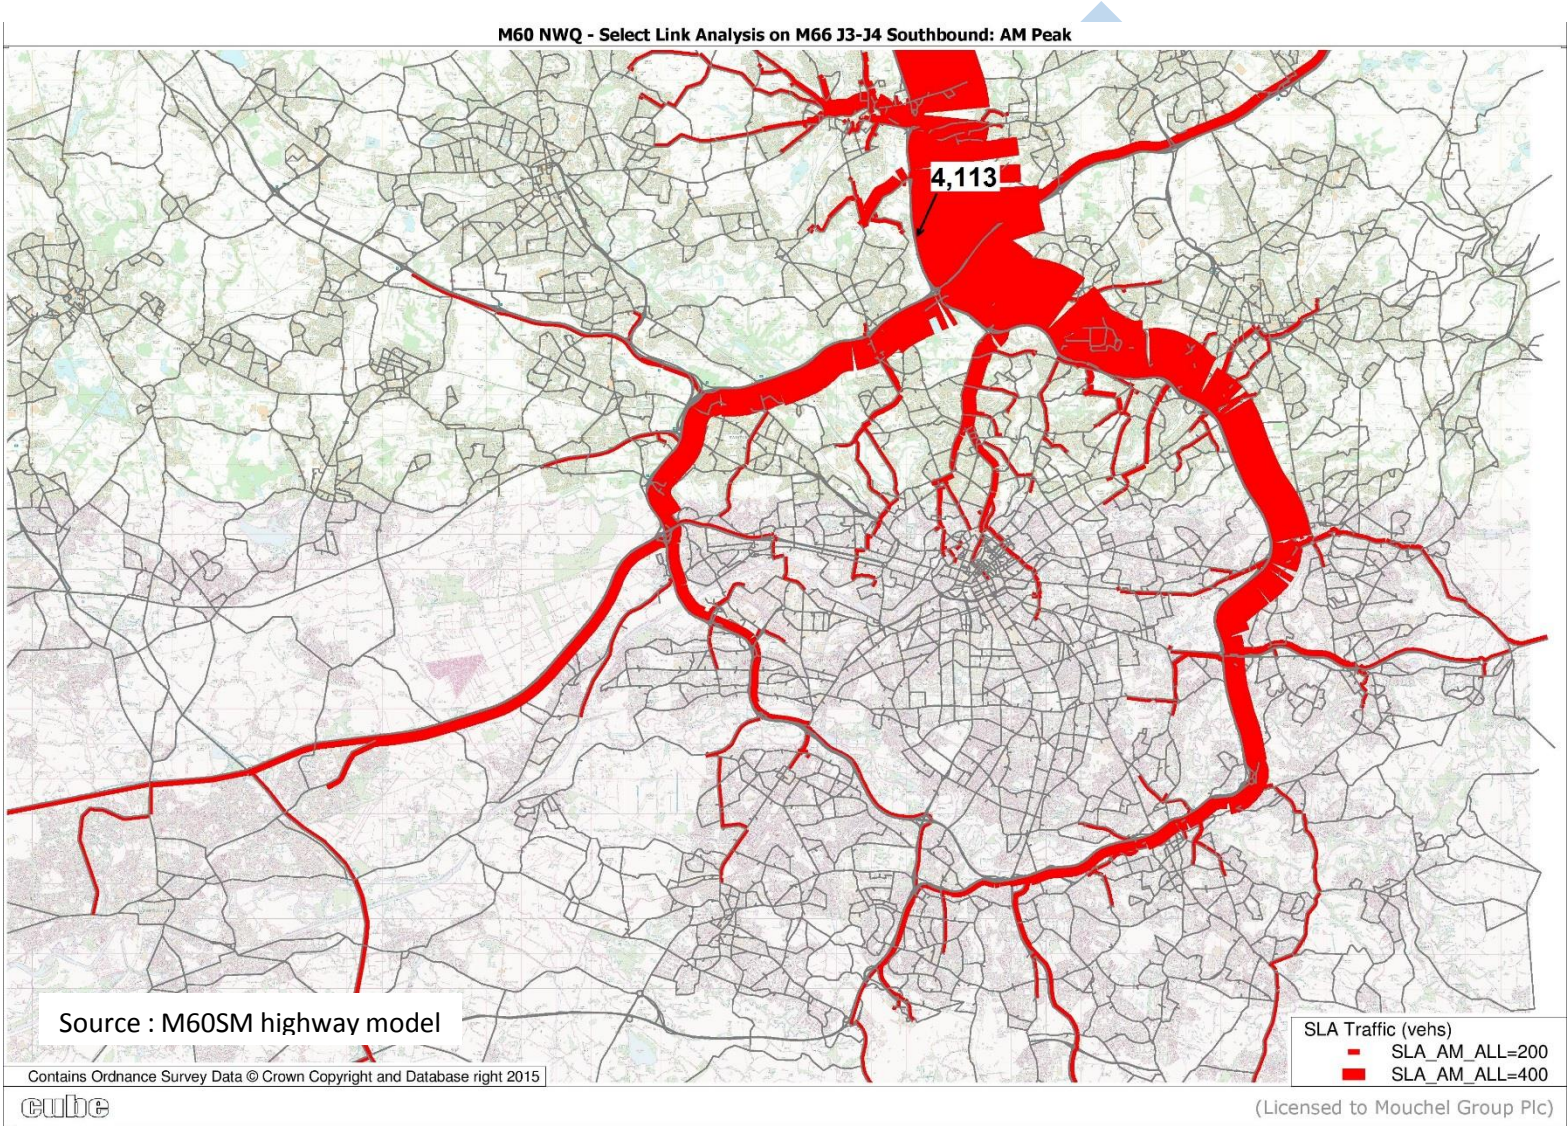 M60 NWQ - Select Link Analysis on M66 J3-J4 Southbound: AM Peak
4,113
Source : M60SM highway model
SLA Traffic (vehs)
SLA_AM_ALL=200
SLA_AM_ALL=400
Contains Ordnance Survey Data © Crown Copyright and Database right 2015
cube
(Licensed to Mouchel Group Plc)